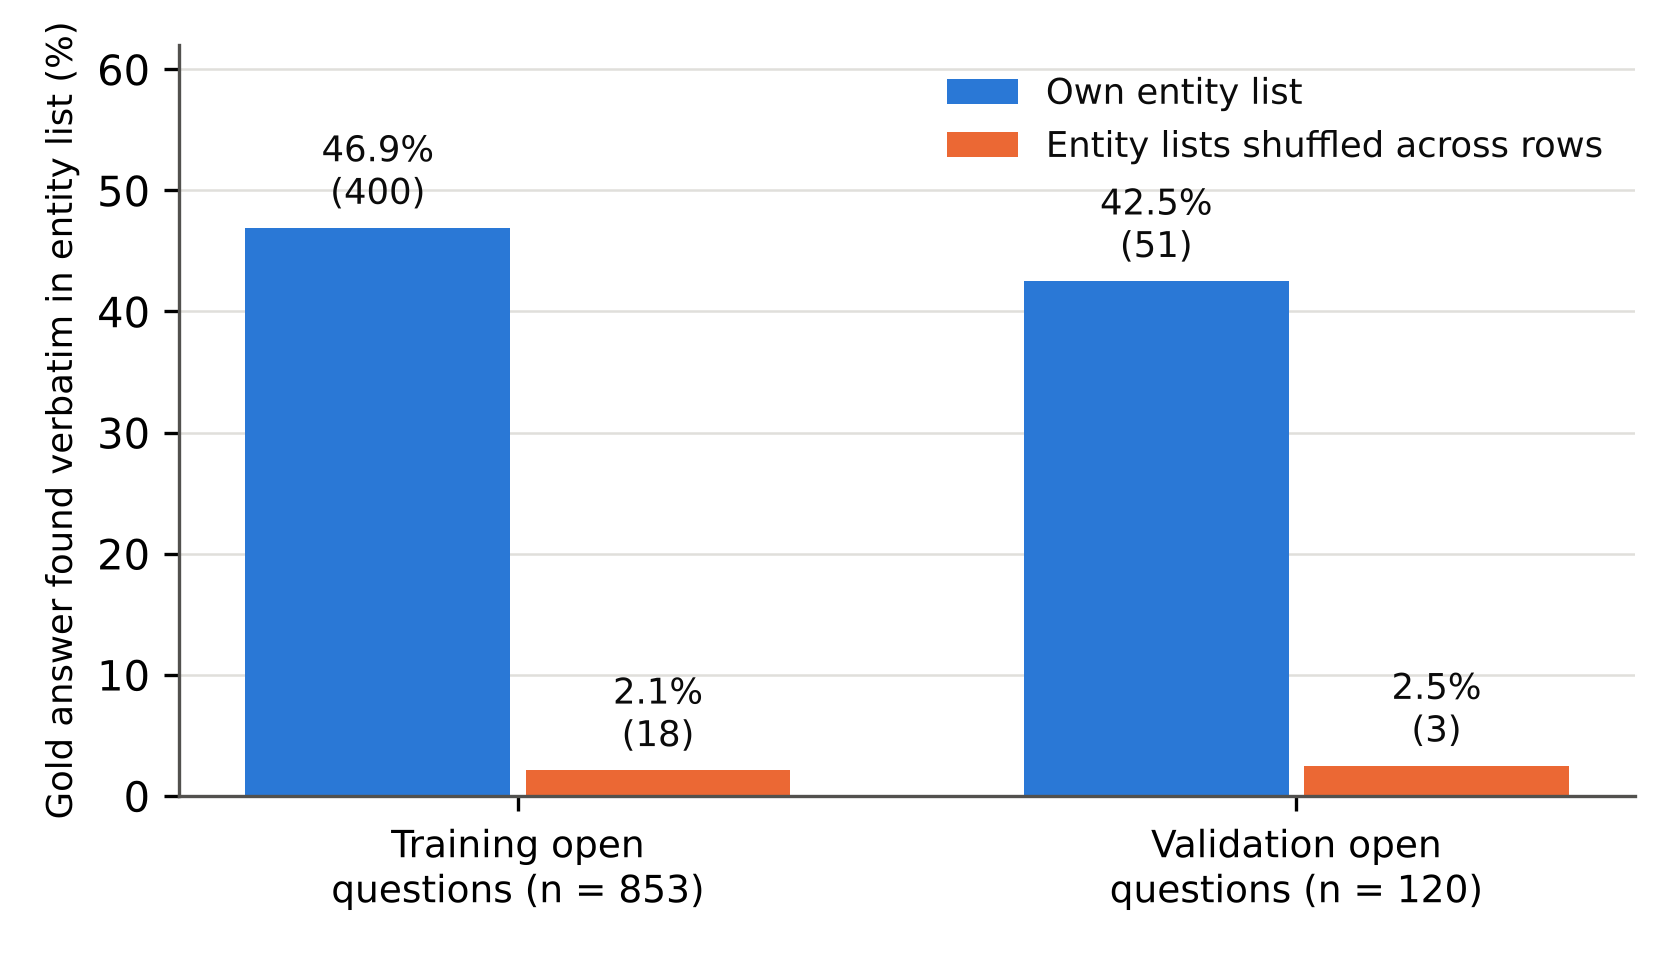 Gold answer found verbatim in entity list (%)
60
50
40
30
20
10
0
Own entity list
Entity lists shuffled across rows
46.9%
(400)
2.1%
(18)
42.5%
(51)
2.5%
(3)
Training open
questions (n = 853)
Validation open
questions (n = 120)